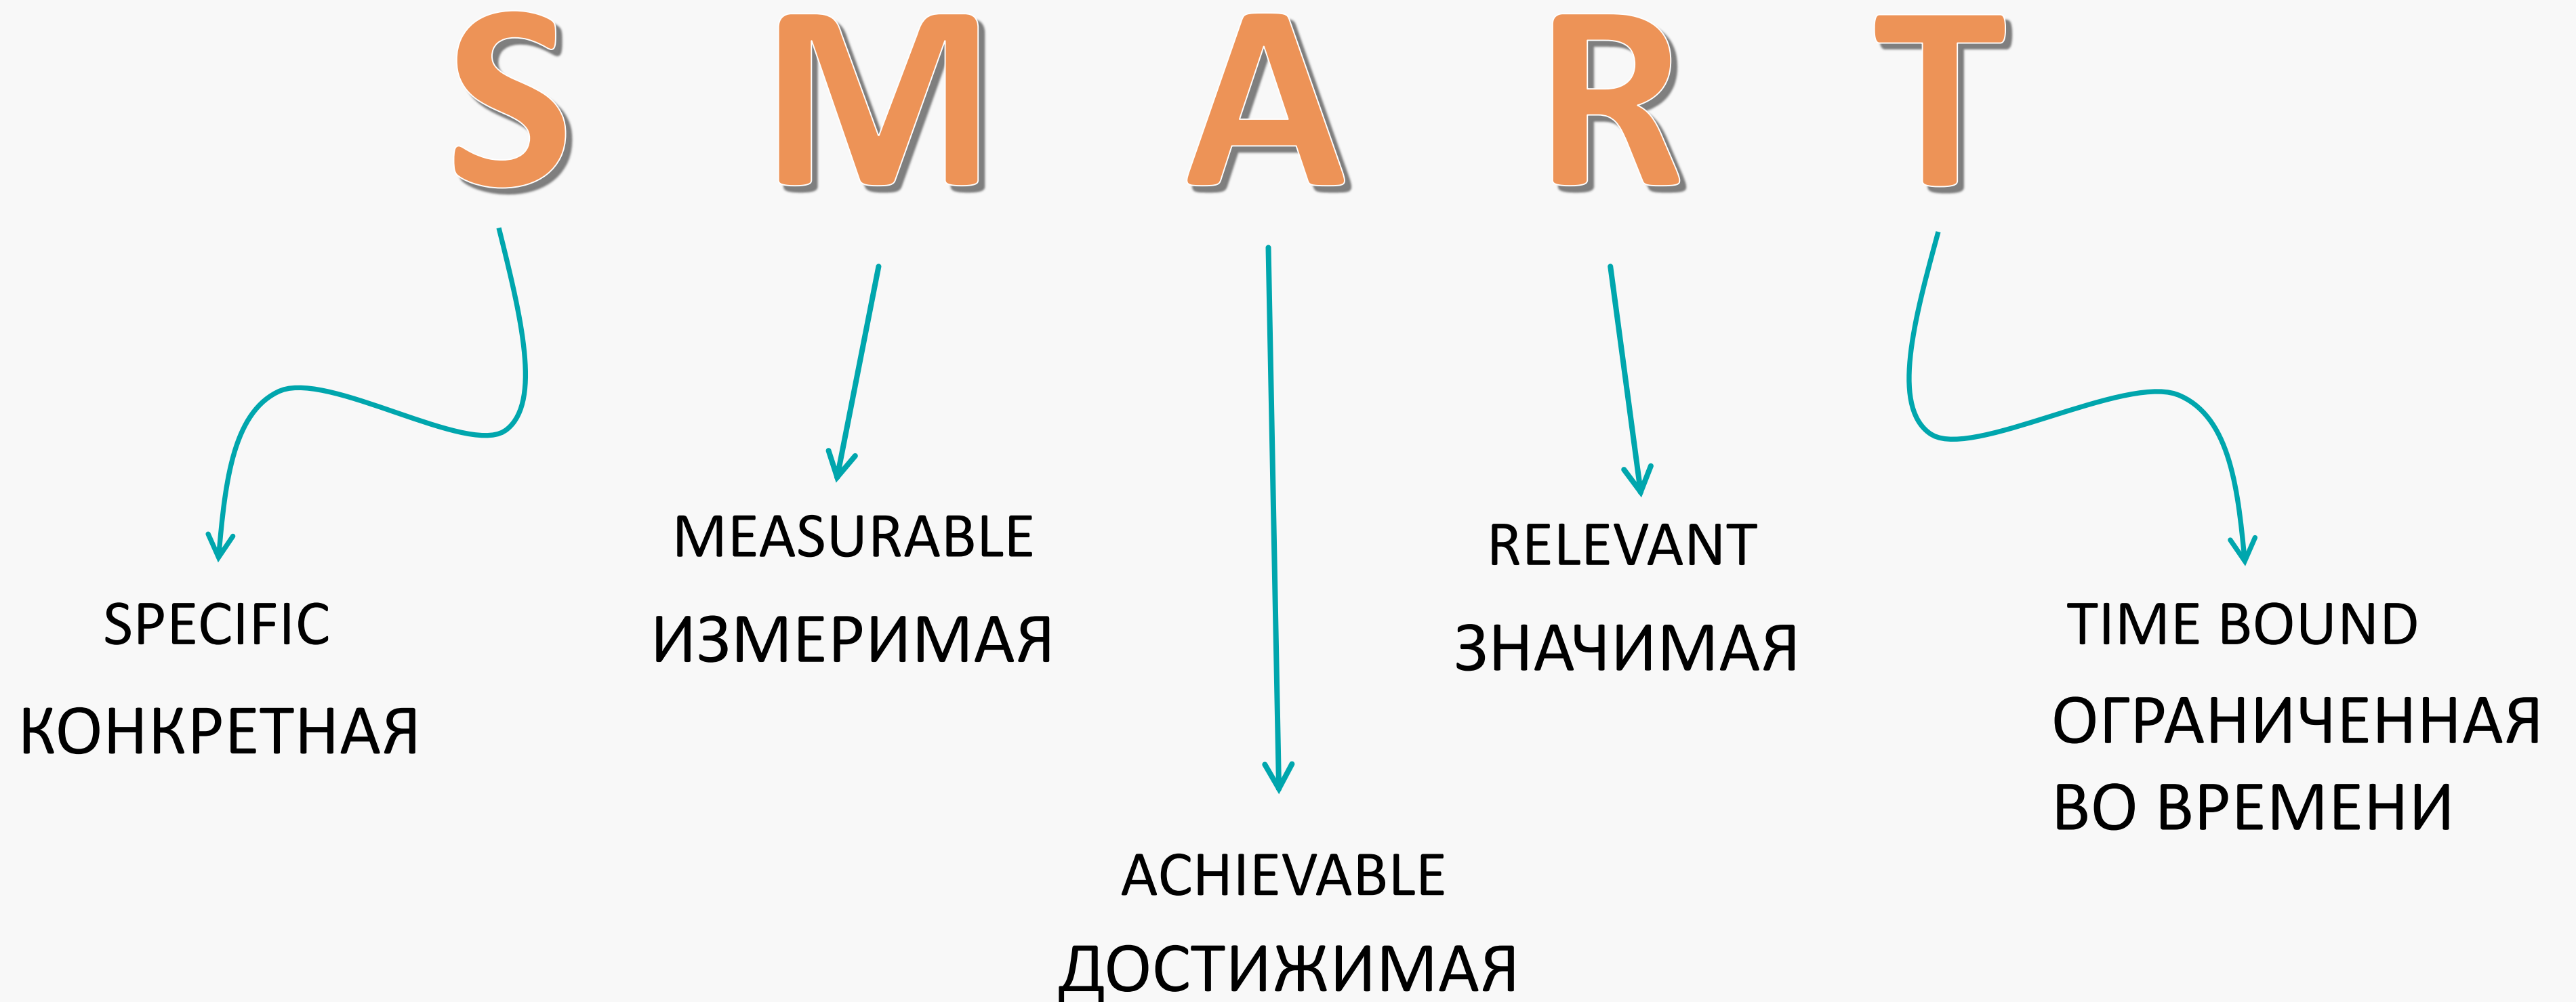 S M A R T
SPECIFIC
КОНКРЕТНАЯ
MEASURABLE
ИЗМЕРИМАЯ
ACHIEVABLE
ДОСТИЖИМАЯ
RELEVANT
ЗНАЧИМАЯ
TIME BOUND
ОГРАНИЧЕННАЯ
ВО ВРЕМЕНИ